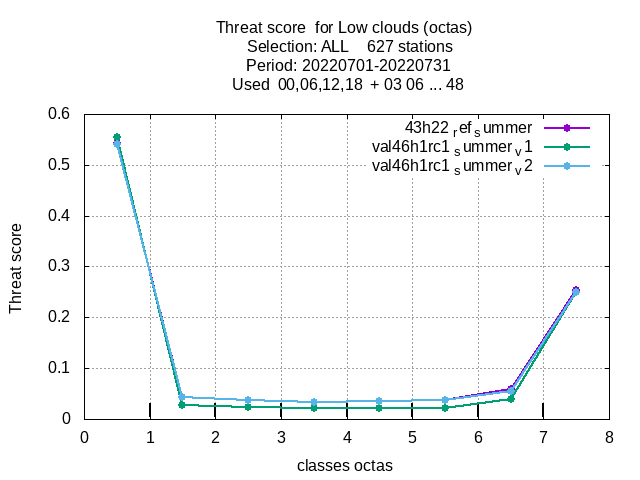 Threat score  for Low clouds (octas)
Selection: ALL    627 stations
Period: 20220701-20220731
Used  00,06,12,18  + 03 06 ... 48
43h22 ref summer
val46h1rc1 summer v1
val46h1rc1 summer v2
0.6
0.5
0.4
0.3
0.2
0.1
0
Threat score
0 1 2 3 4 5 6 7 8
classes octas